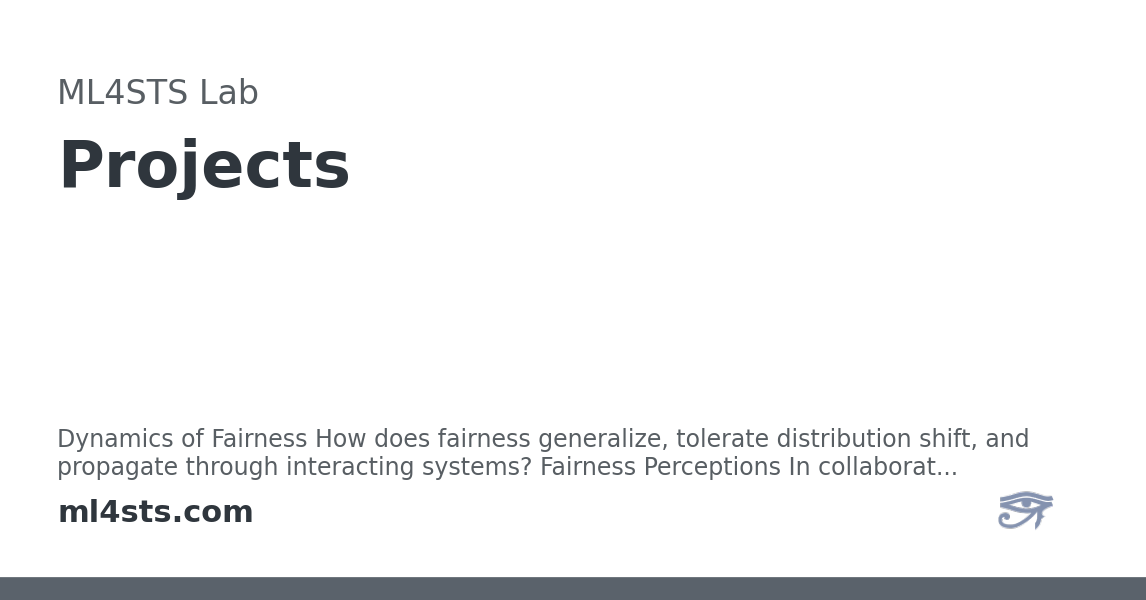 ML4STS Lab
Projects
Dynamics of Fairness How does fairness generalize, tolerate distribution shift, and
propagate through interacting systems? Fairness Perceptions In collaborat...
ml4sts.com